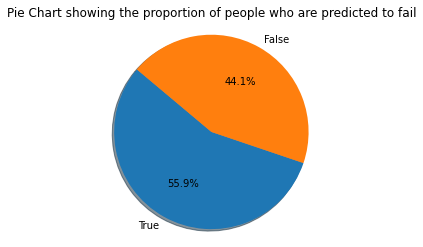 Pie Chart showing the proportion of people who are predicted to fail
False
44.1%
55.9%
True